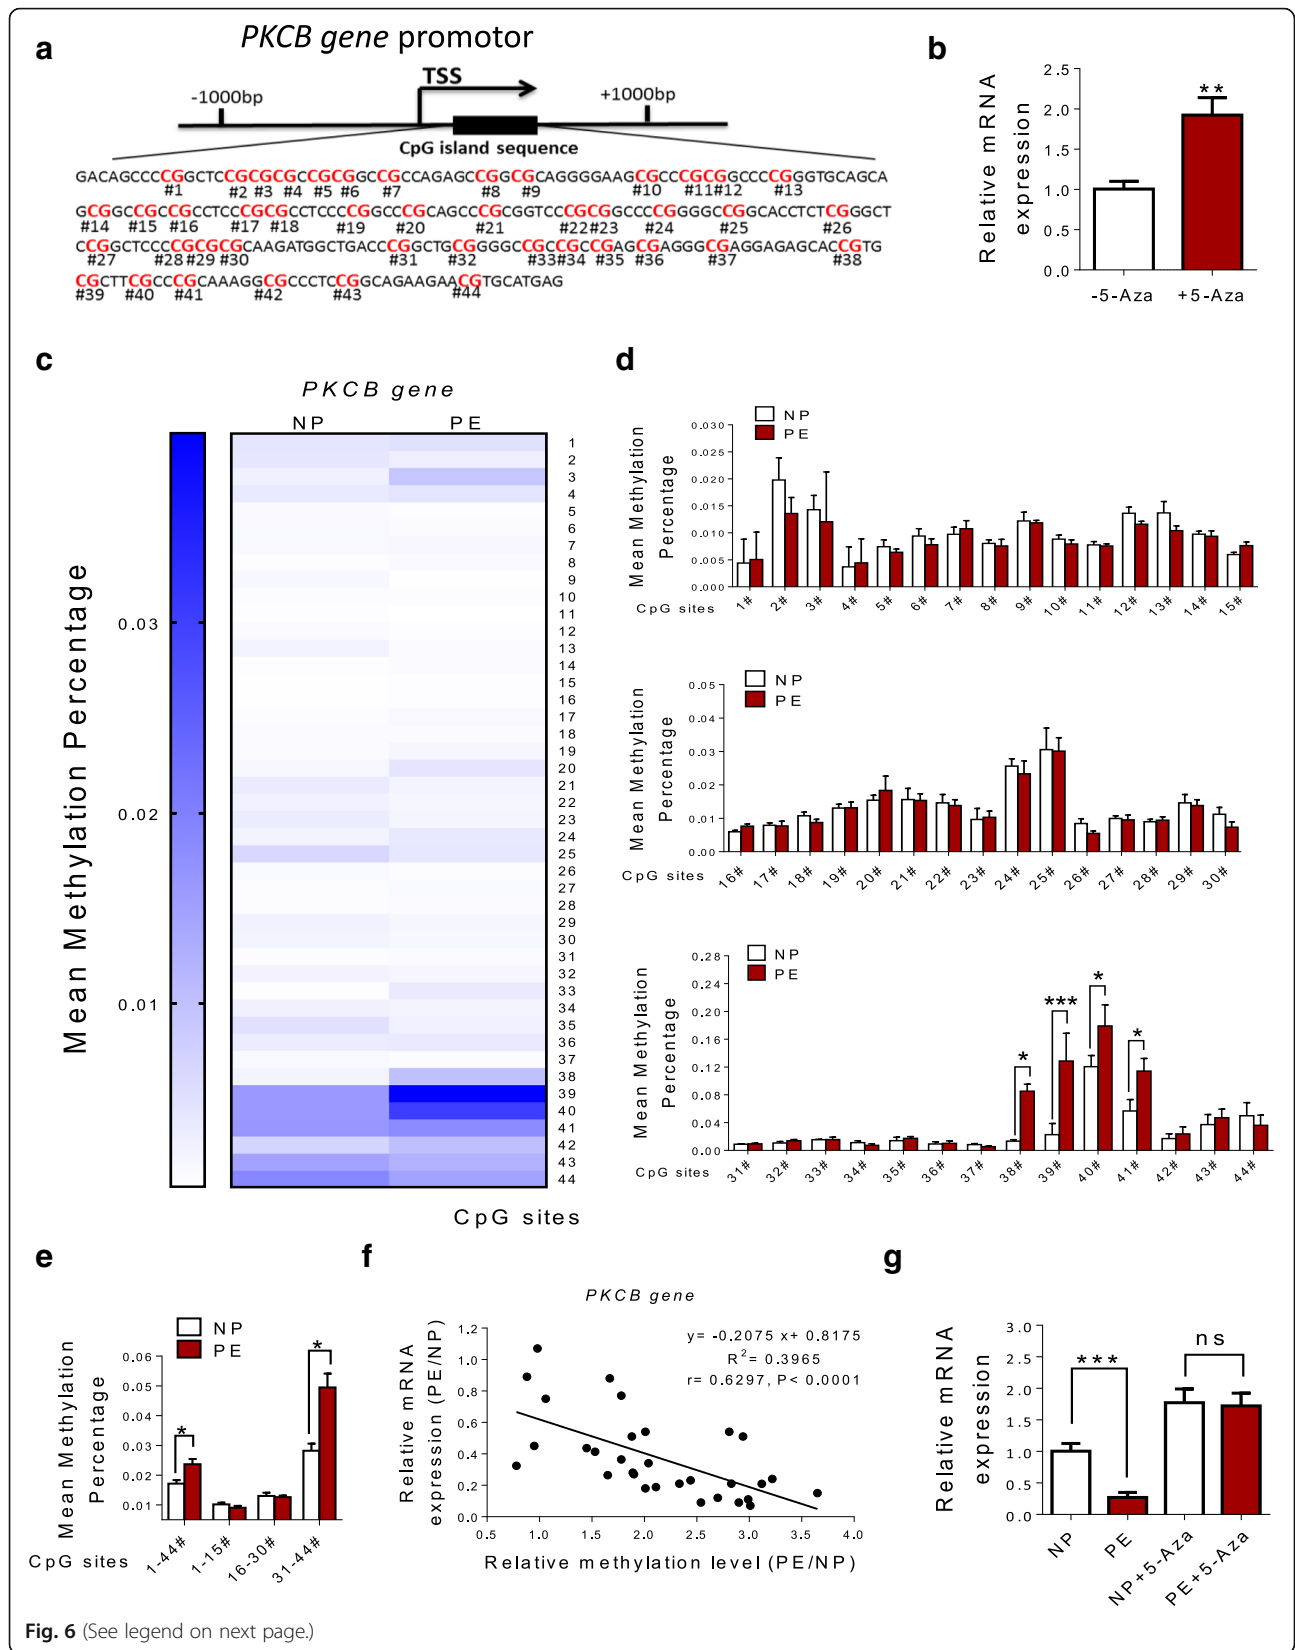 a
PKCB gene promotor
TSS
-1000bp
+1000bp
CpG island sequence
GACAGCCCCGGGCTCCGCGCGCCGCGGCCGCCAGAGCCGGCGCAGGGGAAGCGCCCGCGGCCCCGGGTGCAGCA
#1 #2 #3 #4 #5 #6 #7 #8 #9 #10 #11 #12 #13
GCGGCCGCCGCCTCCCGCGCCTCCCCGGCCCGCAGCCCGCGGTCCCGCGGCCCCGGGGCCGGCACCTCTCGGGCT
#14 #15 #16 #17 #18 #19 #20 #21 #22 #23 #24 #25 #26
CCGGCTCCCCGCGCGCAAGATGGCTGACCCGGCTGCGGGGCCGCCGCCGAGCGAGGGCGAGGAGAGCACCGTG
#27 #28 #29 #30 #31 #32 #33 #34 #35 #36 #37 #38
CGCTTCGCCCGCAAAGGCGCCCTCCGGCAGAAGAACGTGCATGAG
#39 #40 #41 #42 #43 #44
b
Relative mRNA
expression
2.5
2.0
1.5
1.0
0.5
0.0
**
-5-Aza
+5-Aza
c
PKCB gene
NP
PE
Mean Methylation Percentage
0.03
0.02
0.01
1
2
3
4
5
6
7
8
9
10
11
12
13
14
15
16
17
18
19
20
21
22
23
24
25
26
27
28
29
30
31
32
33
34
35
36
37
38
39
40
41
42
43
44
CpG sites
d
NP
PE
Mean Methylation
Percentage
0.030
0.025
0.020
0.015
0.010
0.005
0.000
CpG sites
1# 2# 3# 4# 5# 6# 7# 8# 9# 10# 11# 12# 13# 14# 15#
NP
PE
Mean Methylation
Percentage
0.05
0.04
0.03
0.02
0.01
0.00
CpG sites
16# 17# 18# 19# 20# 21# 22# 23# 24# 25# 26# 27# 28# 29# 30#
NP
PE
Mean Methylation
Percentage
0.28
0.24
0.20
0.16
0.12
0.08
0.04
0.00
* *** * *
CpG sites
31# 32# 33# 34# 35# 36# 37# 38# 39# 40# 41# 42# 43# 44#
e
NP
PE
Mean Methylation
Percentage
0.06
0.05
0.04
0.03
0.02
0.01
* *
CpG sites
1-44# 1-15# 16-30# 31-44#
f
PKCB gene
Relative mRNA
expression (PE/NP)
1.2
1.0
0.8
0.6
0.4
0.2
0.0
y= -0.2075 x+ 0.8175
R2= 0.3965
r= 0.6297, P< 0.0001
0.5 1.0 1.5 2.0 2.5 3.0 3.5 4.0
Relative methylation level (PE/NP)
g
Relative mRNA
expression
3.0
2.5
2.0
1.5
1.0
0.5
0.0
***
ns
NP PE NP+5-Aza PE+5-Aza
Fig. 6 (See legend on next page.)